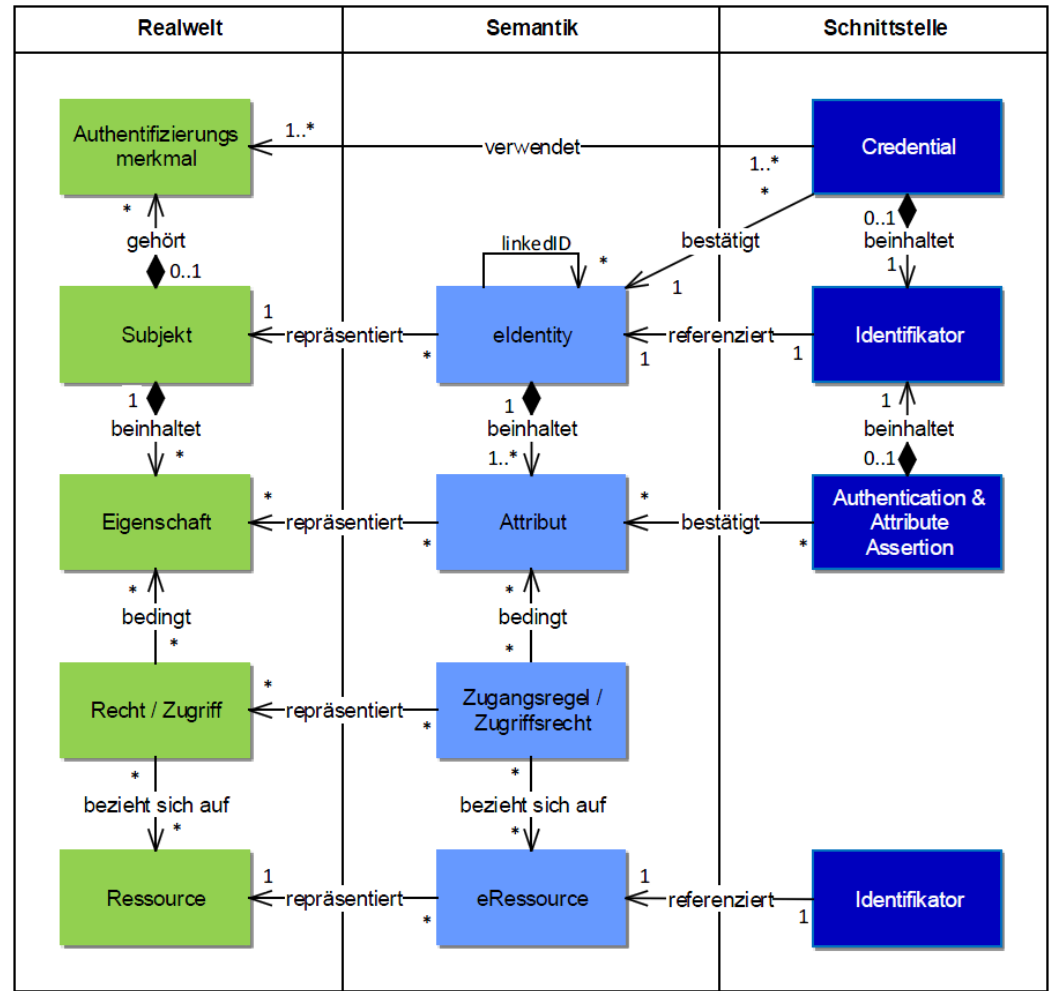 Realwelt
Semantik
Schnittstelle
Authentifizierungs
merkmal
1..*
verwendet
1..*
Credential
*
*
gehört
0..1
linkedID
*
bestätigt
1
0..1
beinhaltet
1
Subjekt
1
repräsentiert
*
eIdentity
1
referenziert
1
Identifikator
1
beinhaltet
*
1
beinhaltet
1..*
1
beinhaltet
0..1
Eigenschaft
*
repräsentiert
*
Attribut
*
bestätigt
*
Authentication &
Attribute
Assertion
*
bedingt
*
*
bedingt
*
Recht / Zugriff
*
repräsentiert
*
Zugangsregel /
Zugriffsrecht
*
bezieht sich auf
*
*
bezieht sich auf
*
Ressource
1
repräsentiert
*
eRessource
1
referenziert
1
Identifikator